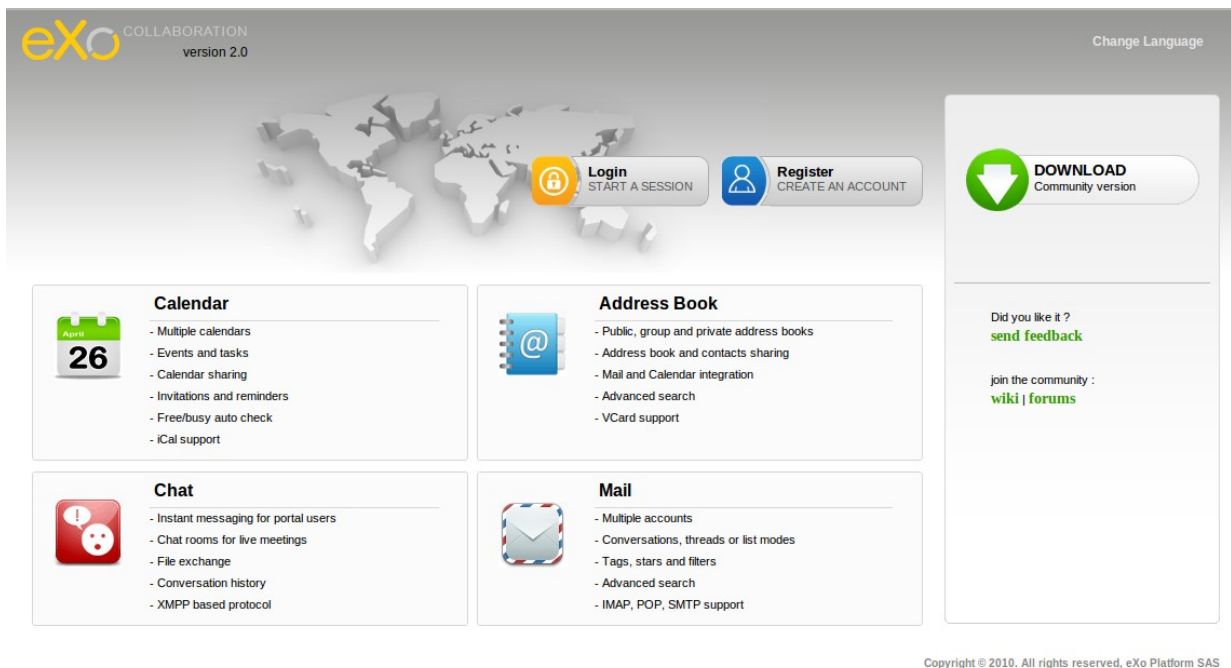 eXo COLLABORATION
version 2.0
Change Language
Login
START A SESSION
Register
CREATE AN ACCOUNT
DOWNLOAD
Community version
Did you like it ?
send feedback
join the community :
wiki | forums
April
26
Calendar
- Multiple calendars
- Events and tasks
- Calendar sharing
- Invitations and reminders
- Free/busy auto check
- iCal support
@
Address Book
- Public, group and private address books
- Address book and contacts sharing
- Mail and Calendar integration
- Advanced search
- VCard support
!
Chat
- Instant messaging for portal users
- Chat rooms for live meetings
- File exchange
- Conversation history
- XMPP based protocol
Mail
- Multiple accounts
- Conversations, threads or list modes
- Tags, stars and filters
- Advanced search
- IMAP, POP, SMTP support
Copyright © 2010. All rights reserved, eXo Platform SAS